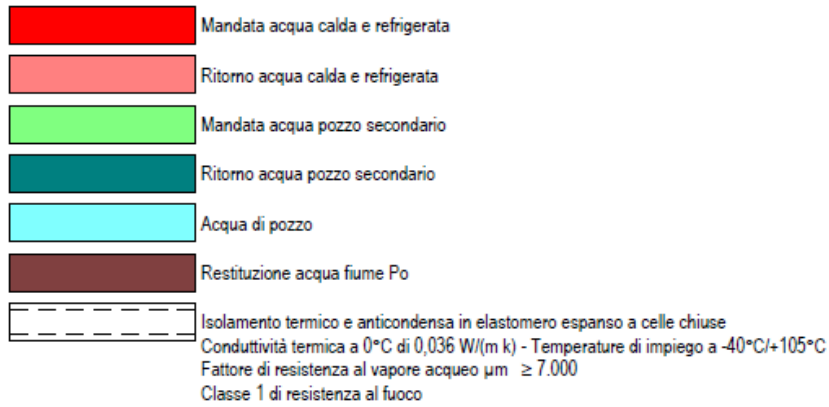 Mandata acqua calda e refrigerata
Ritorno acqua calda e refrigerata
Mandata acqua pozzo secondario
Ritorno acqua pozzo secondario
Acqua di pozzo
Restituzione acqua fiume Po
Isolamento termico e anticondensa in elastomero espanso a celle chiuse
Conduttività termica a 0°C di 0,036 W/(m k) - Temperature di impiego a -40°C/+105°C
Fattore di resistenza al vapore acqueo µm ≥ 7.000
Classe 1 di resistenza al fuoco